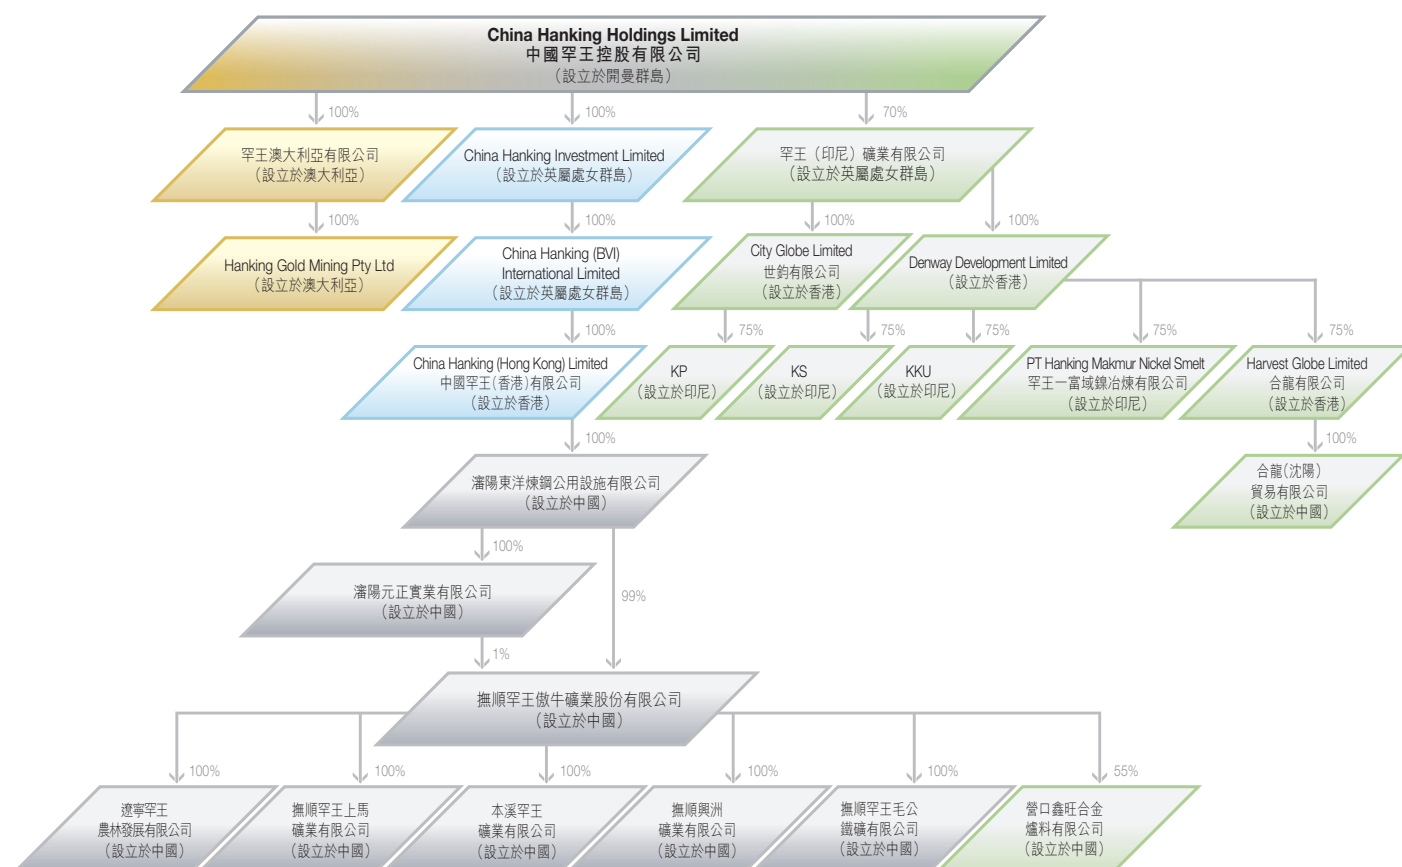 China Hanking Holdings Limited
中國罕王控股有限公司
（設立於開曼群島）
100%
100%
70%
罕王澳大利亞有限公司
（設立於澳大利亞）
China Hanking Investment Limited
（設立於英屬處女群島）
罕王（印尼）礦業有限公司
（設立於英屬處女群島）
100%
100%
100%
100%
Hanking Gold Mining Pty Ltd
（設立於澳大利亞）
China Hanking (BVI)
International Limited
（設立於英屬處女群島）
City Globe Limited
世鈞有限公司
（設立於香港）
Denway Development Limited
（設立於香港）
100%
75%
75%
75%
75%
75%
China Hanking (Hong Kong) Limited
中國罕王（香港）有限公司
（設立於香港）
KP
（設立於印尼）
KS
（設立於印尼）
KKU
（設立於印尼）
PT Hanking Makmur Nickel Smelt
罕王一富域鎳冶煉有限公司
（設立於印尼）
Harvest Globe Limited
合龍有限公司
（設立於香港）
100%
100%
瀋陽東洋煉鋼公用設施有限公司
（設立於中國）
合龍（沈陽）
貿易有限公司
（設立於中國）
100%
99%
瀋陽元正實業有限公司
（設立於中國）
1%
撫順罕王傲牛礦業股份有限公司
（設立於中國）
100%
100%
100%
100%
100%
55%
遼寧罕王
農林發展有限公司
（設立於中國）
撫順罕王上馬
礦業有限公司
（設立於中國）
本溪罕王
礦業有限公司
（設立於中國）
撫順興洲
礦業有限公司
（設立於中國）
撫順罕王毛公
鐵礦有限公司
（設立於中國）
營口鑫旺合金
爐料有限公司
（設立於中國）